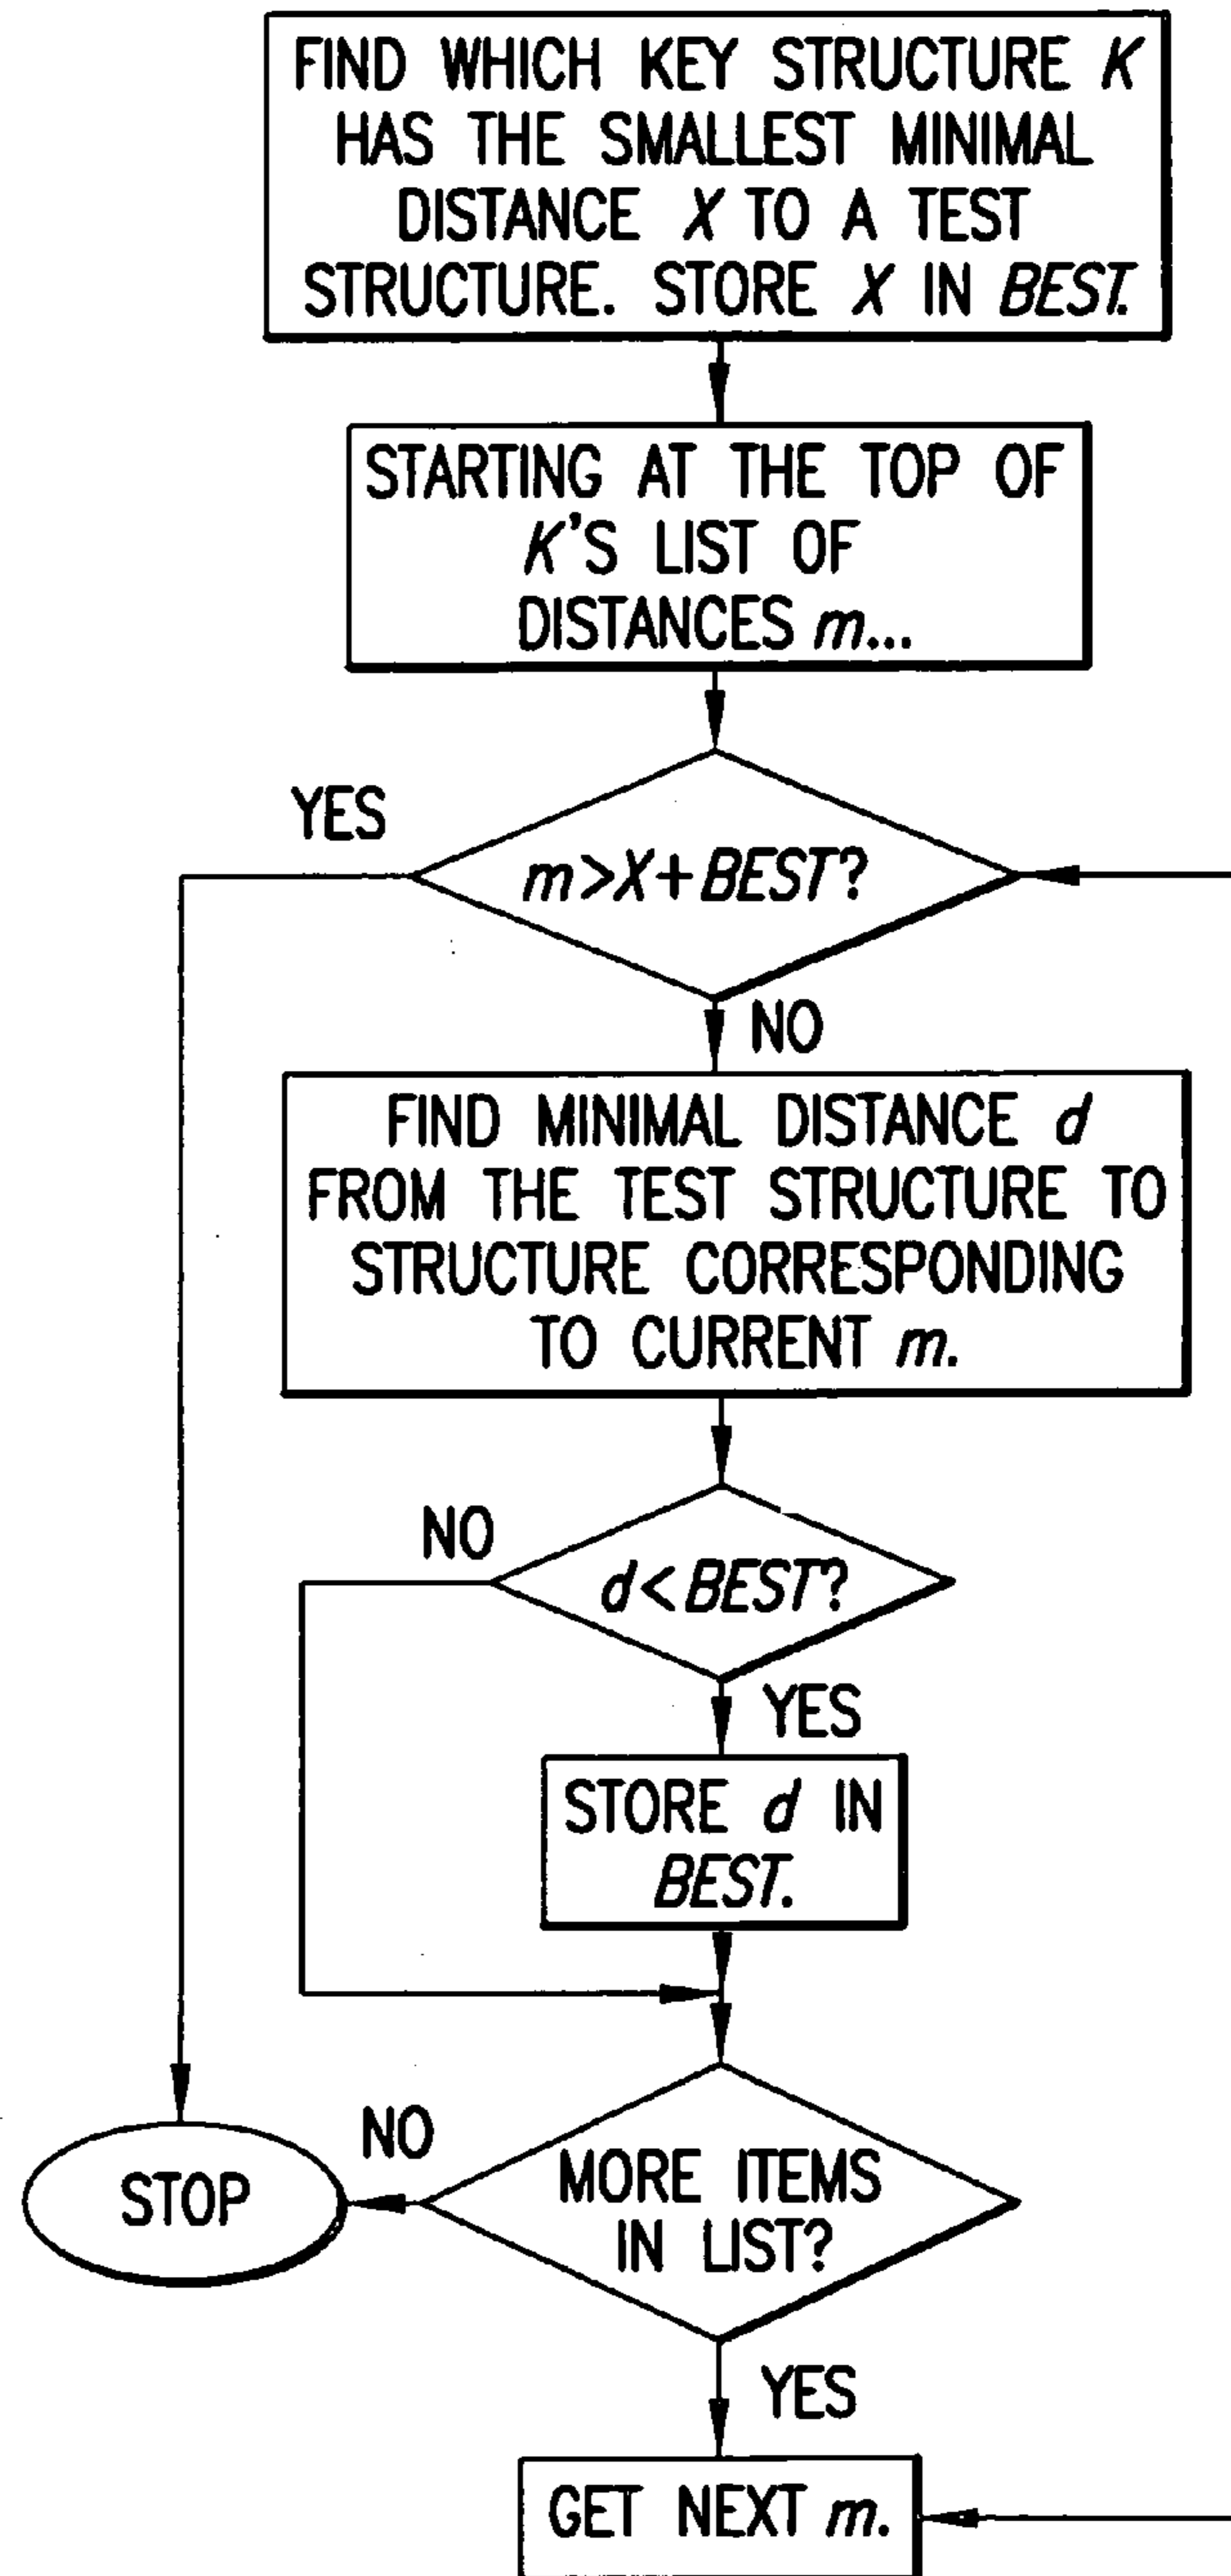 FIND WHICH KEY STRUCTURE K
HAS THE SMALLEST MINIMAL
DISTANCE X TO A TEST
STRUCTURE. STORE X IN BEST.
STARTING AT THE TOP OF
K'S LIST OF
DISTANCES m...
YES
m>X+BEST?
NO
FIND MINIMAL DISTANCE d
FROM THE TEST STRUCTURE TO
STRUCTURE CORRESPONDING
TO CURRENT m.
NO
d<BEST?
YES
STORE d IN
BEST.
NO
STOP
MORE ITEMS
IN LIST?
YES
GET NEXT m.